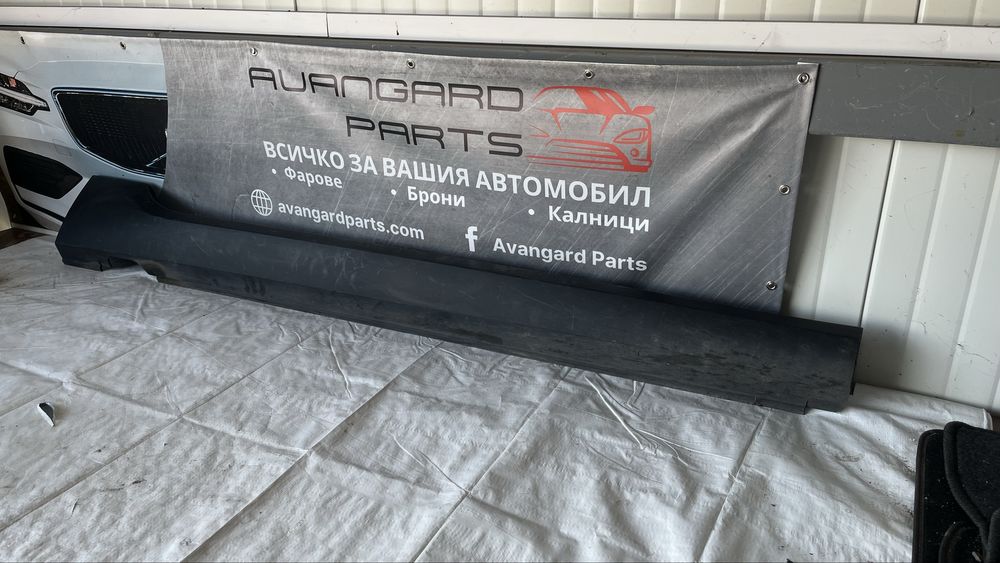 AVANGARD
PARTS
ВСИЧКО ЗА ВАШИЯ АВТОМОБИЛ
• Фарове • Брони • Калници
avangardparts.com f Avangard Parts